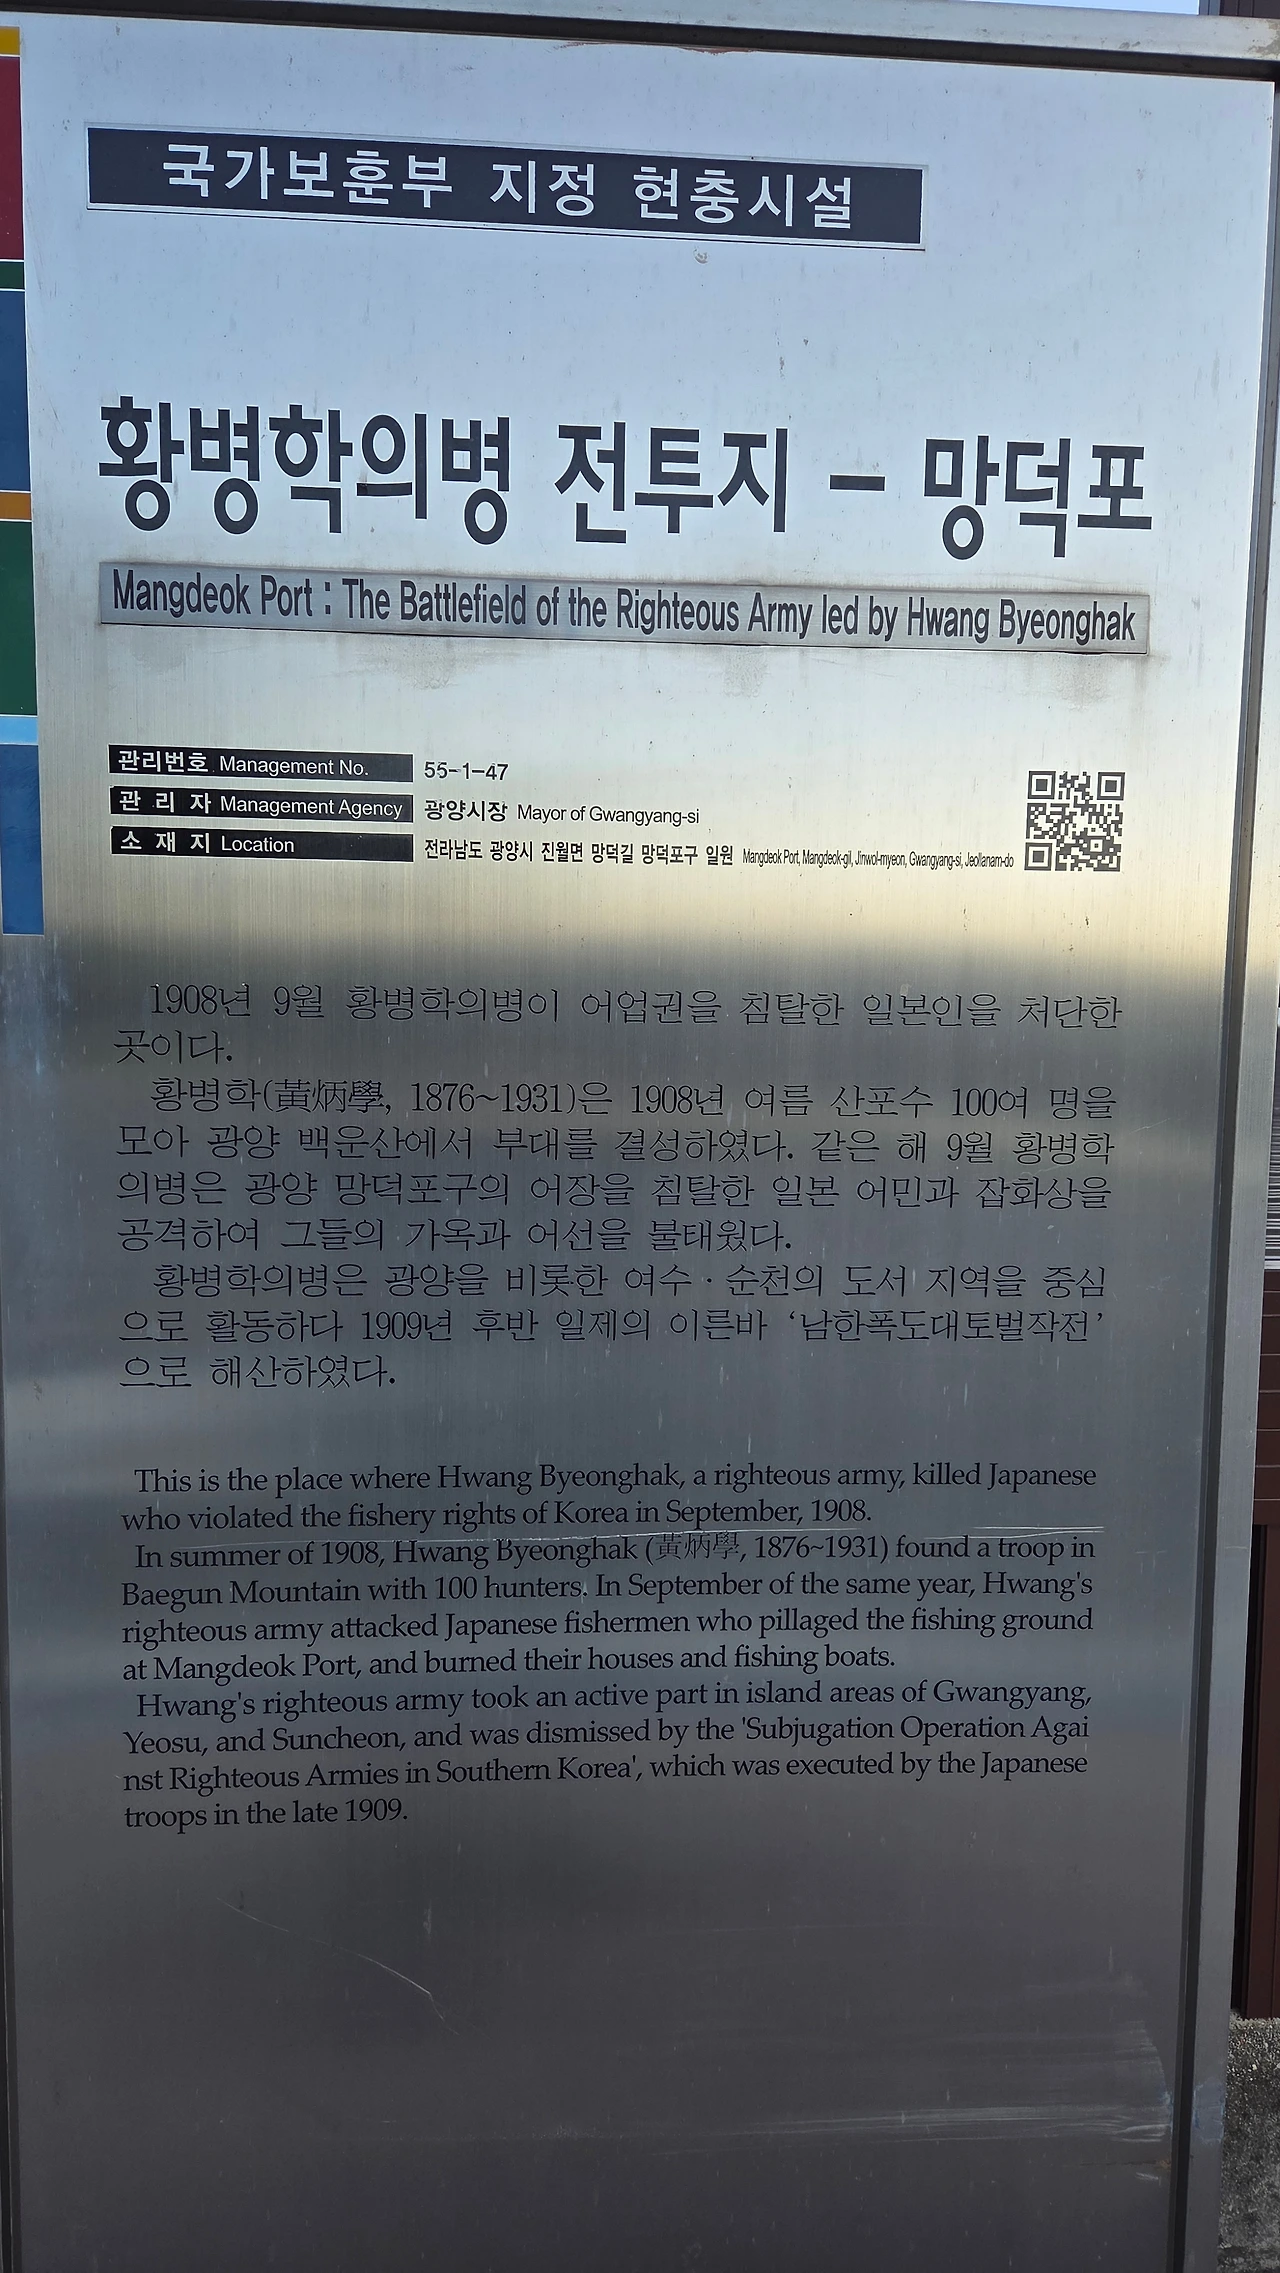 국가보훈부 지정 현충시설
황병학의병 전투지 - 망덕포
Mangdeok Port : The Battlefield of the Righteous Army led by Hwang Byeonghak
관리번호 Management No. 55-1-47
관 리 자 Management Agency 광양시장 Mayor of Gwangyang-si
소 재 지 Location 전라남도 광양시 진월면 망덕길 망덕포구 일원 Mangdeok Port, Mangdeok-gil, Jinwol-myeon, Gwangyang-si, Jeollanam-do
1908년 9월 황병학의병이 어업권을 침탈한 일본인을 처단한
곳이다.
황병학(黃炳學, 1876~1931)은 1908년 여름 산포수 100여 명을
모아 광양 백운산에서 부대를 결성하였다. 같은 해 9월 황병학
의병은 광양 망덕포구의 어장을 침탈한 일본 어민과 잡화상을
공격하여 그들의 가옥과 어선을 불태웠다.
황병학의병은 광양을 비롯한 여수 · 순천의 도서 지역을 중심
으로 활동하다 1909년 후반 일제의 이른바 ‘남한폭도대토벌작전’
으로 해산하였다.
This is the place where Hwang Byeonghak, a righteous army, killed Japanese
who violated the fishery rights of Korea in September, 1908.
In summer of 1908, Hwang Byeonghak (黃炳學, 1876~1931) found a troop in
Baegun Mountain with 100 hunters. In September of the same year, Hwang's
righteous army attacked Japanese fishermen who pillaged the fishing ground
at Mangdeok Port, and burned their houses and fishing boats.
Hwang's righteous army took an active part in island areas of Gwangyang,
Yeosu, and Suncheon, and was dismissed by the 'Subjugation Operation Agai
nst Righteous Armies in Southern Korea', which was executed by the Japanese
troops in the late 1909.